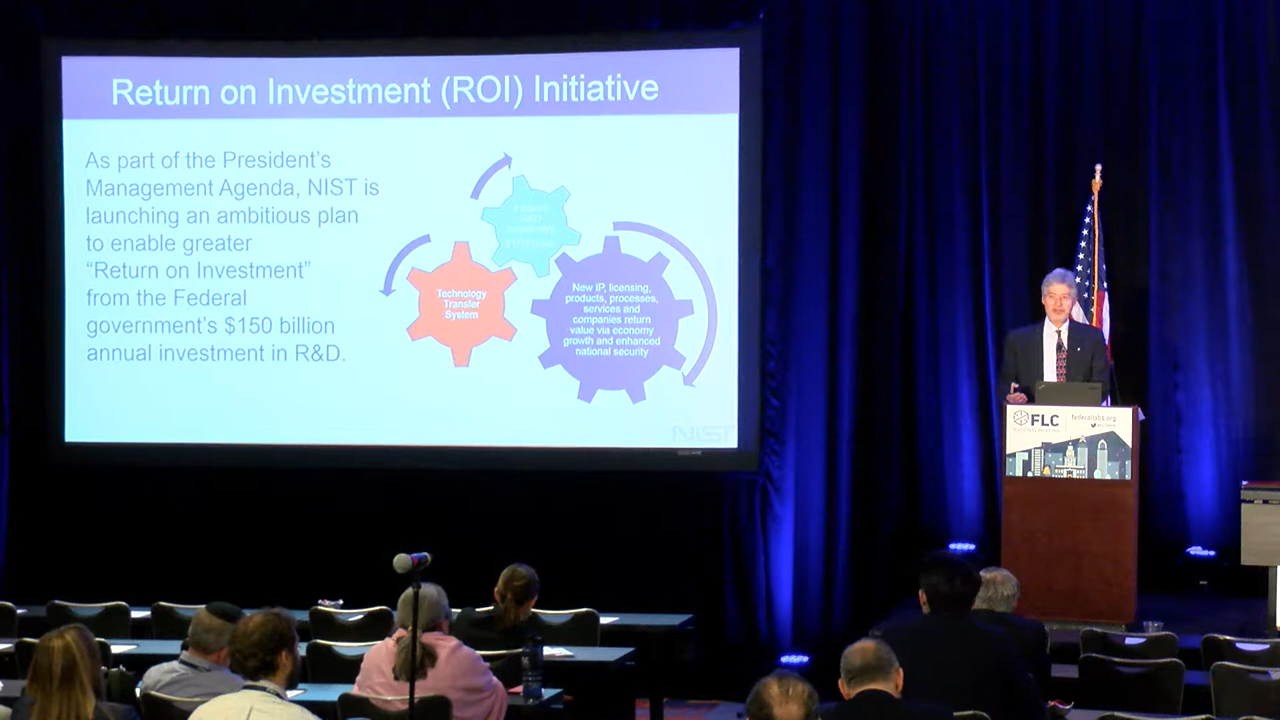 Return on Investment (ROI) Initiative
As part of the President's
Management Agenda, NIST is
launching an ambitious plan
to enable greater
“Return on Investment”
from the Federal
government's $150 billion
annual investment in R&D.
Technology
Transfer
System
New IP, licensing,
products, processes,
services and
companies return
value via economy
growth and enhanced
national security
NIST
FLC
federallabs.org
NATIONAL MEETING